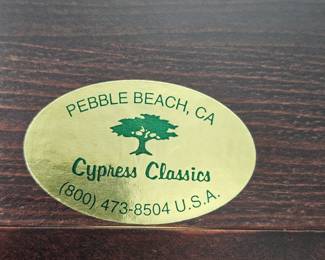 PEBBLE BEACH, CA
Cypress Classics
(800) 473-8504 U.S.A.